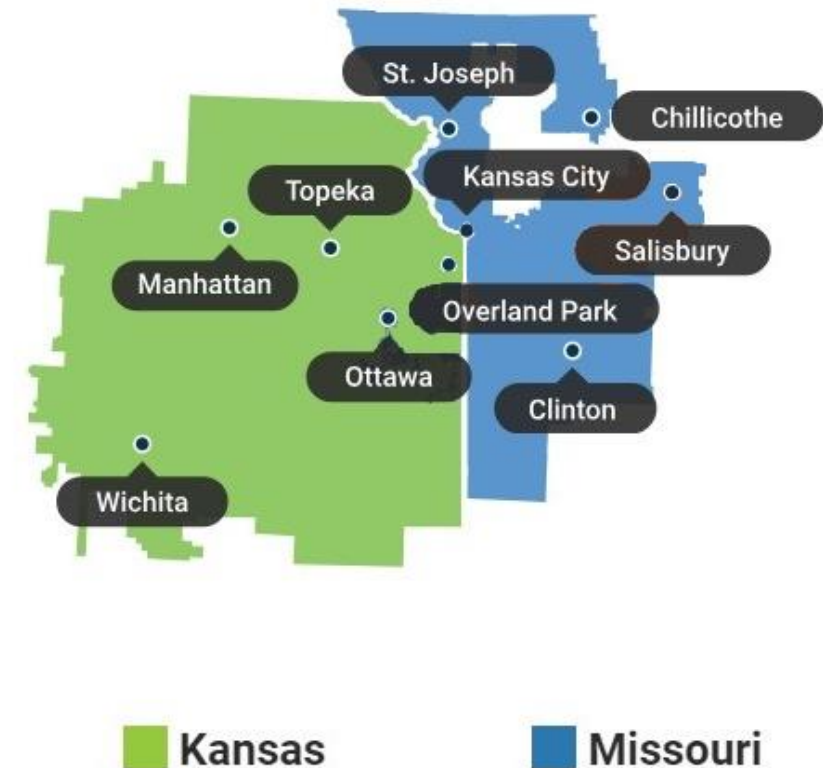 St. Joseph
Chillicothe
Kansas City
Topeka
Salisbury
Manhattan
Overland Park
Ottawa
Clinton
Wichita
Kansas
Missouri